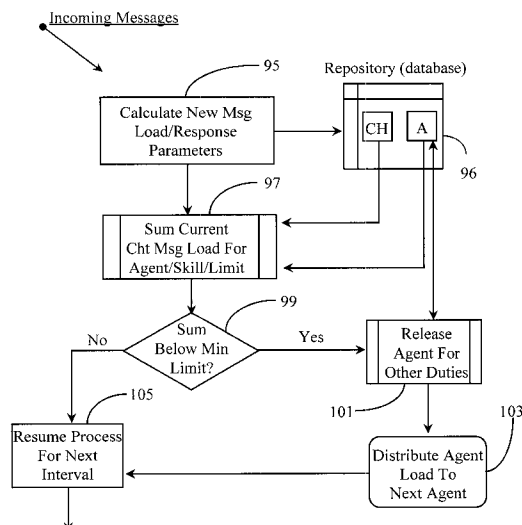 Incoming Messages
95
Repository (database)
Calculate New Msg
Load/Response
Parameters
CH
A
96
97
Sum Current
Cht Msg Load For
Agent/Skill/Limit
99
Sum
Below Min
Limit?
No
Yes
Release
Agent For
Other Duties
101
105
Resume Process
For Next
Interval
103
Distribute Agent
Load To
Next Agent